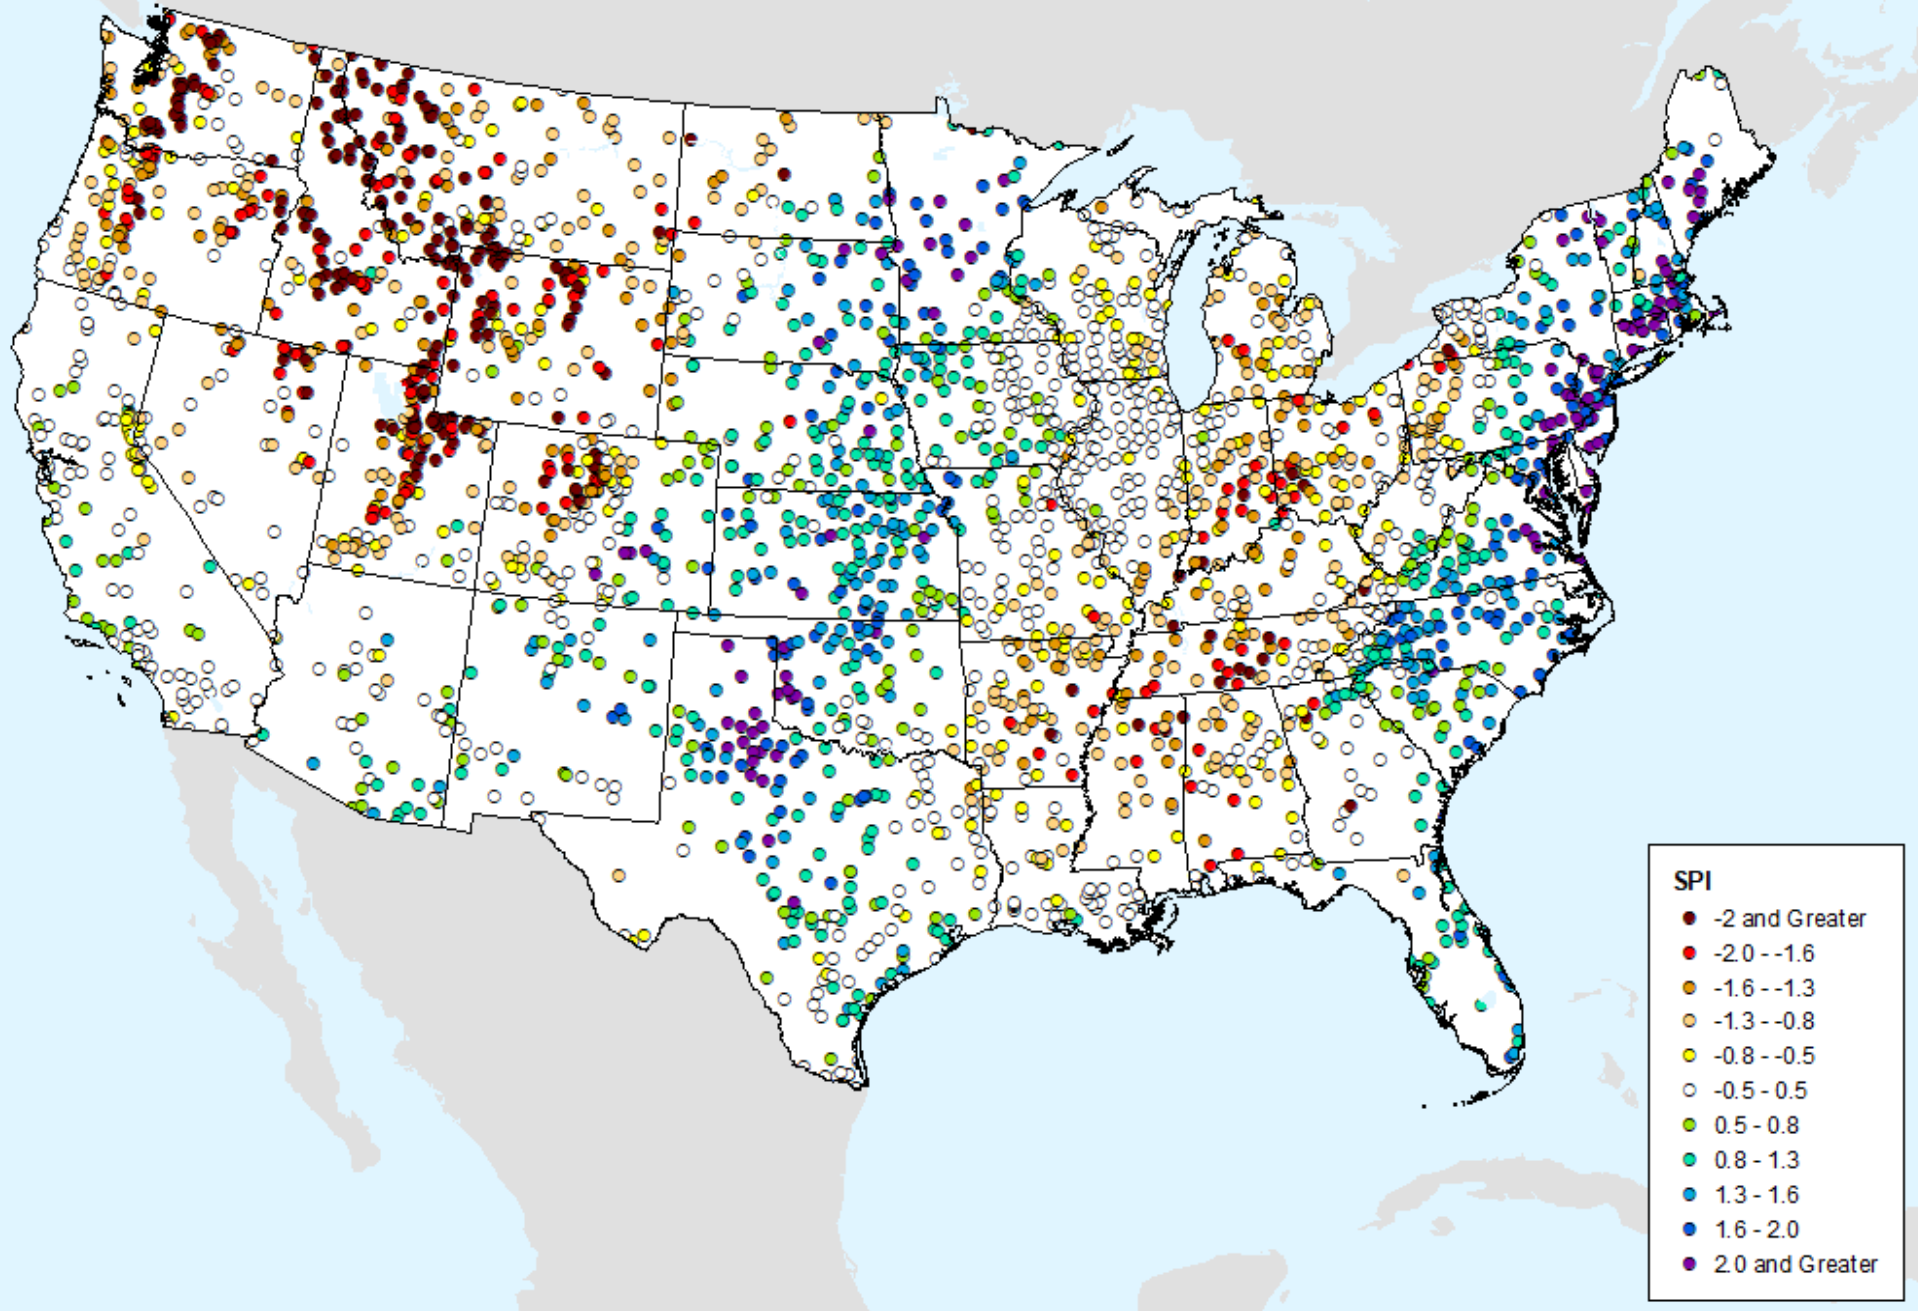 SPI
-2 and Greater
-2.0 - -1.6
-1.6 - -1.3
-1.3 - -0.8
-0.8 - -0.5
-0.5 - 0.5
0.5 - 0.8
0.8 - 1.3
1.3 - 1.6
1.6 - 2.0
2.0 and Greater